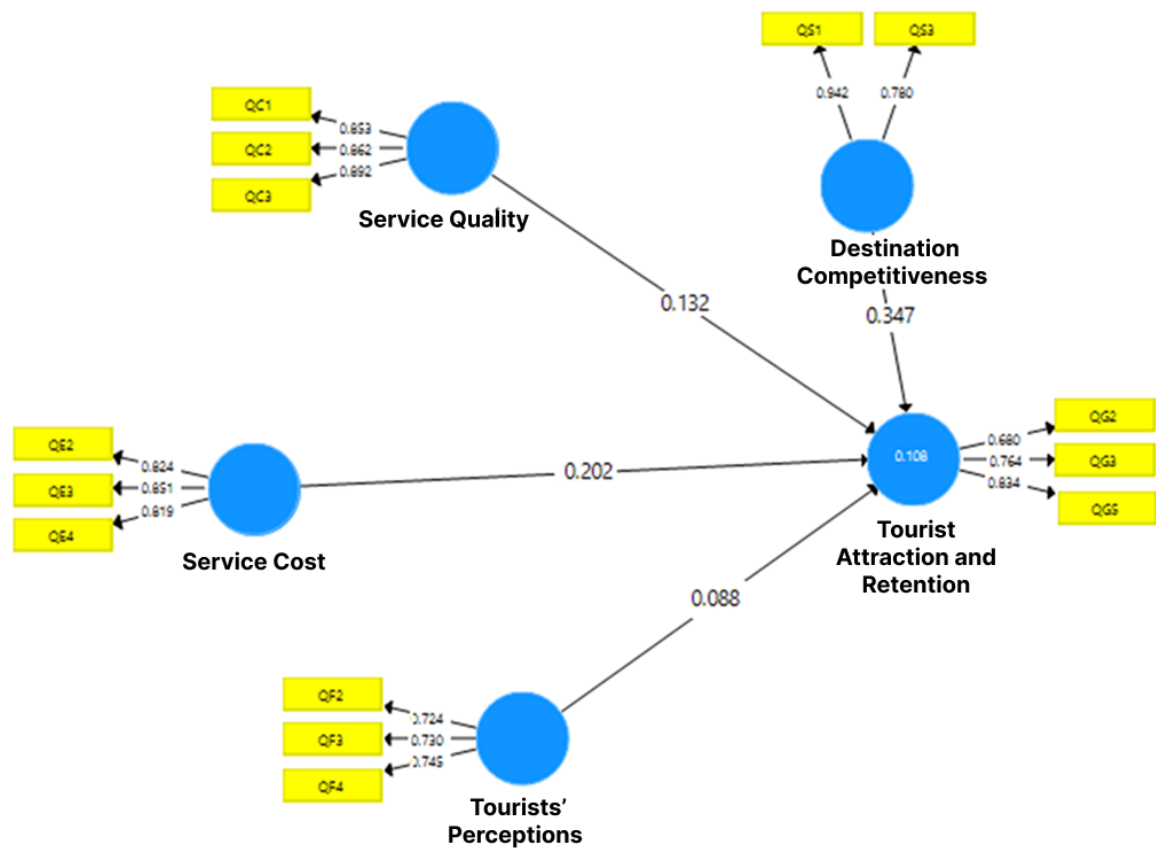 QS1
QS3
0.942
0.780
QC1
QC2
QC3
0.853
0.862
0.892
Service Quality
Destination
Competitiveness
0.132
0.347
QE2
QE3
QE4
0.824
0.851
0.819
Service Cost
0.202
0.108
QG2
QG3
QG5
0.680
0.764
0.834
Tourist
Attraction and
Retention
0.088
QF2
QF3
QF4
0.724
0.730
0.745
Tourists’
Perceptions